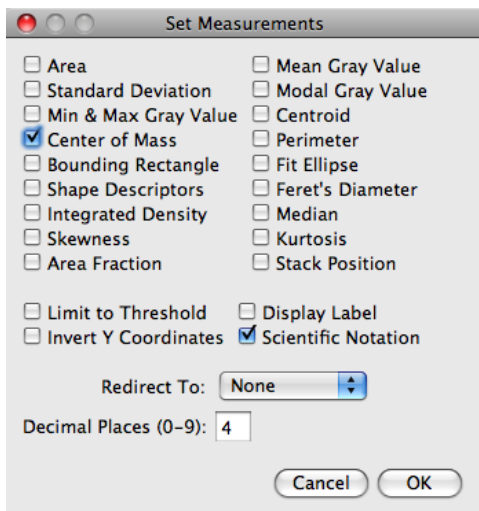 Set Measurements
Area Mean Gray Value
Standard Deviation Modal Gray Value
Min & Max Gray Value Centroid
Center of Mass Perimeter
Bounding Rectangle Fit Ellipse
Shape Descriptors Feret's Diameter
Integrated Density Median
Skewness Kurtosis
Area Fraction Stack Position
Limit to Threshold Display Label
Invert Y Coordinates Scientific Notation
Redirect To: None
Decimal Places (0-9): 4
Cancel OK